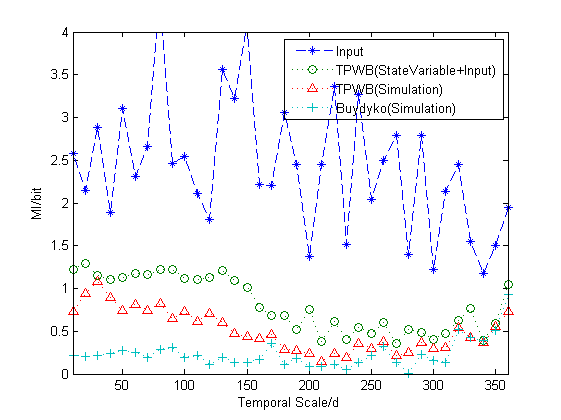 4
3.5
3
2.5
2
1.5
1
0.5
0
MI/bit
50
100
150
200
250
300
350
Temporal Scale/d
Input
TPWB(StateVariable+Input)
TPWB(Simulation)
Buydyko(Simulation)